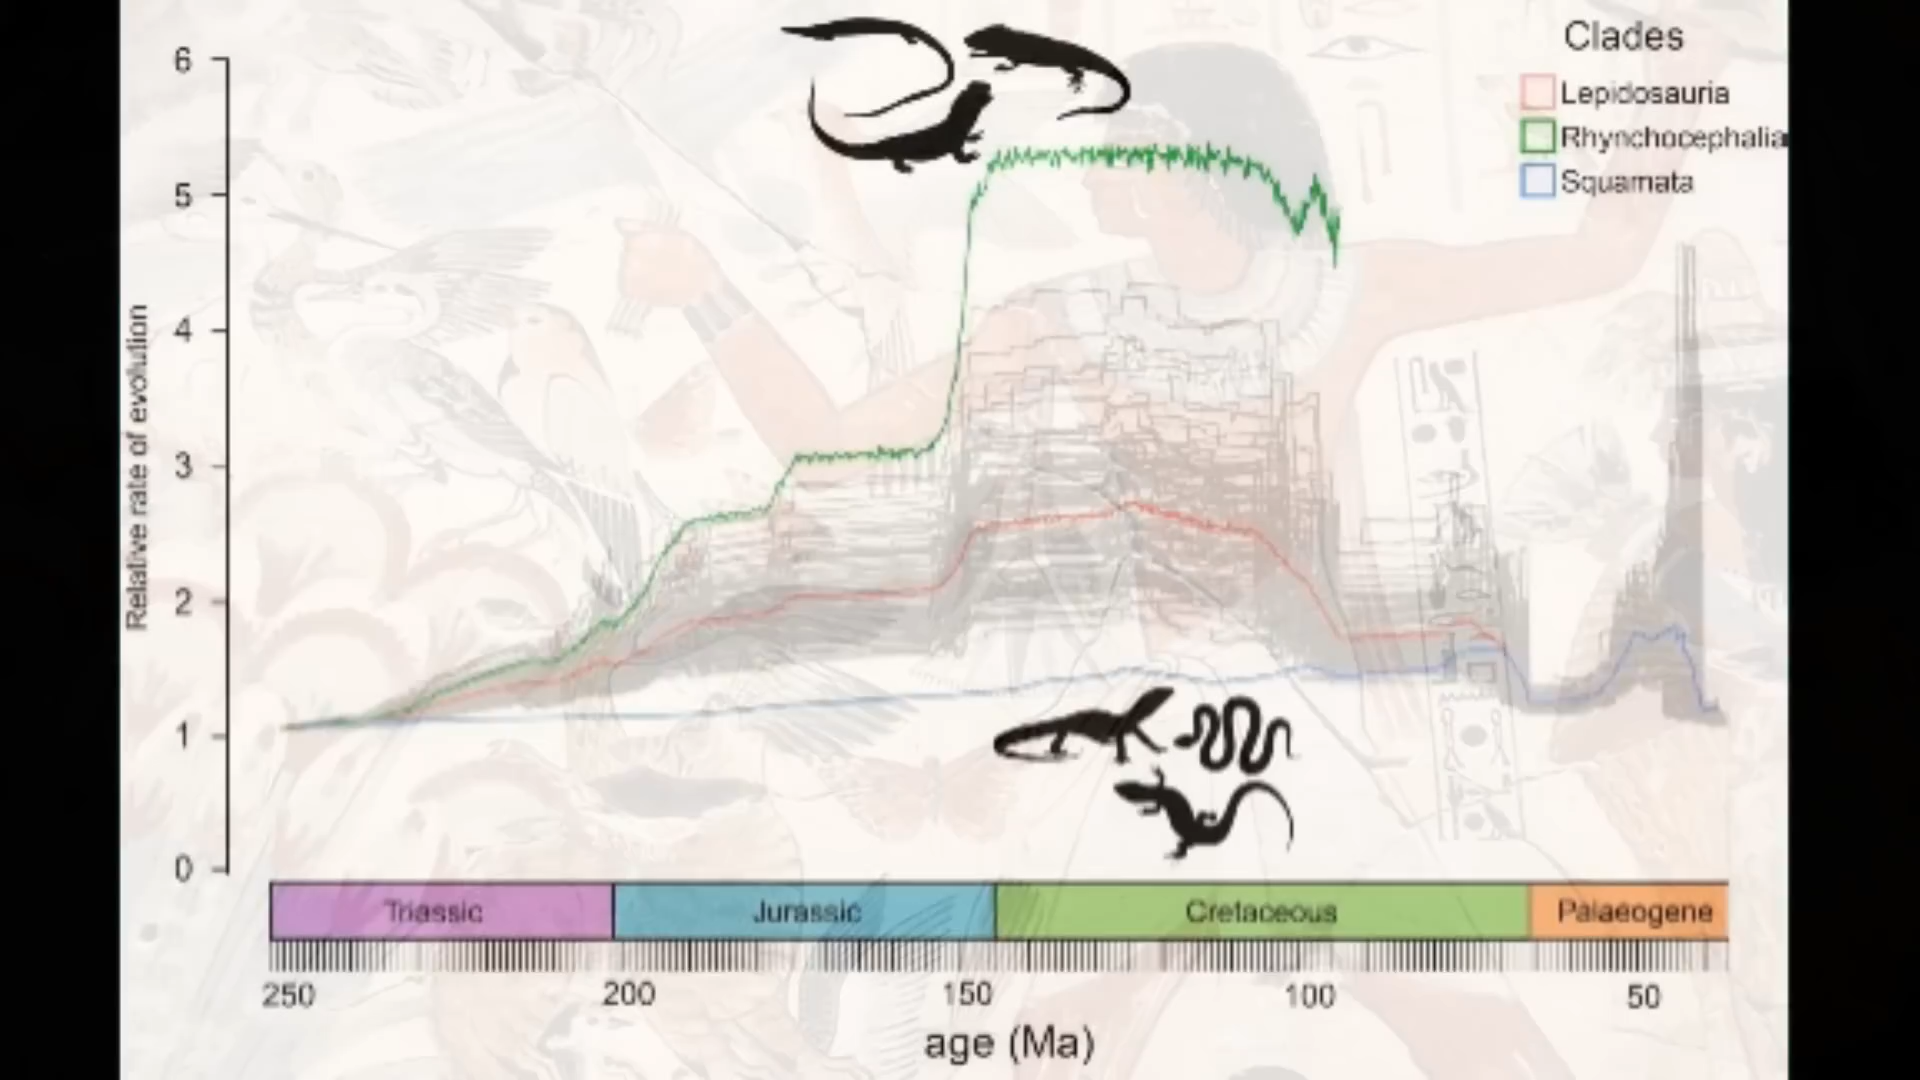 Clades
Lepidosauria
Rhynchocephalia
Squamata
Relative rate of evolution
6
5
4
3
2
1
0
Triassic Jurassic Cretaceous Palaeogene
250 200 150 100 50
age (Ma)